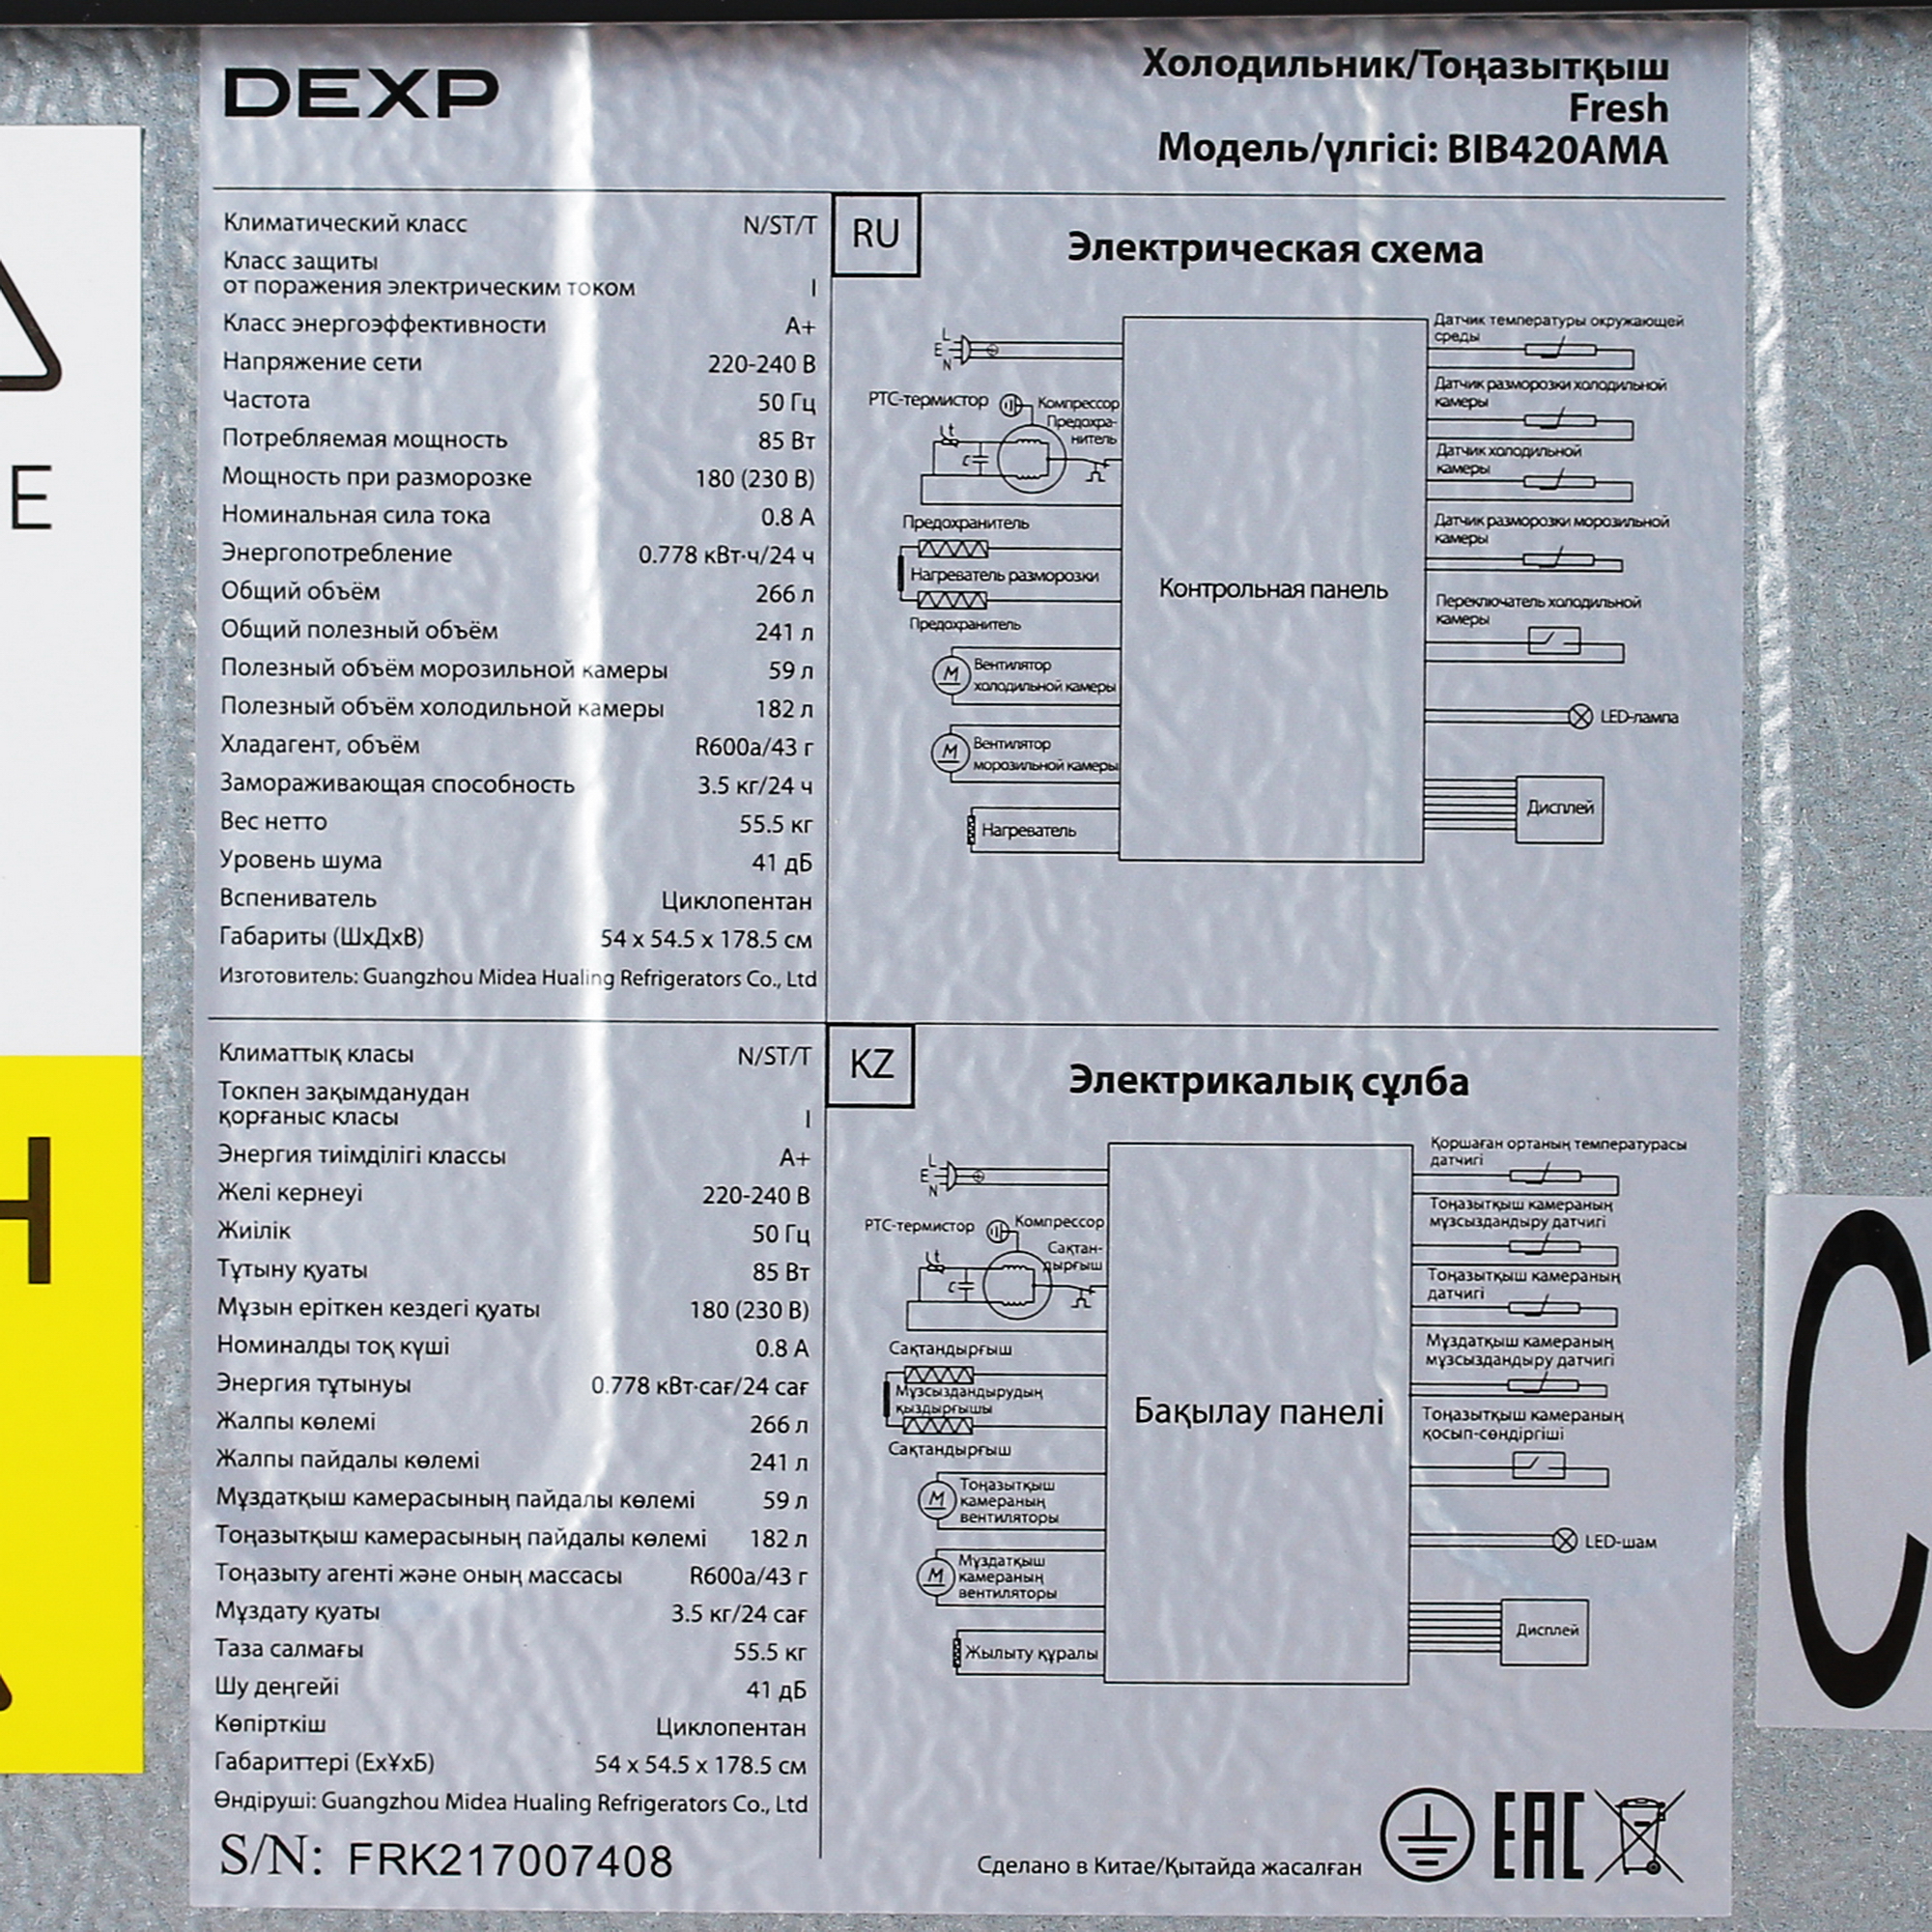 DEXP
Холодильник/Тоңазытқыш
Fresh
Модель/үлгісі: BIB420AMA
Климатический класс N/ST/T
Класс защиты
от поражения электрическим током I
Класс энергоэффективности A+
Напряжение сети 220-240 В
Частота 50 Гц
Потребляемая мощность 85 Вт
Мощность при разморозке 180 (230 В)
Номинальная сила тока 0.8 А
Энергопотребление 0.778 кВт·ч/24 ч
Общий объём 266 л
Общий полезный объём 241 л
Полезный объём морозильной камеры 59 л
Полезный объём холодильной камеры 182 л
Хладагент, объём R600a/43 г
Замораживающая способность 3.5 кг/24 ч
Вес нетто 55.5 кг
Уровень шума 41 дБ
Вспениватель Циклопентан
Габариты (ШхДхВ) 54 x 54.5 x 178.5 см
Изготовитель: Guangzhou Midea Hualing Refrigerators Co., Ltd
RU
Электрическая схема
L
E
N
PTC-термистор
Компрессор
Предохра-
нитель
t
C
Предохранитель
Нагреватель разморозки
Предохранитель
M
Вентилятор
холодильной камеры
M
Вентилятор
морозильной камеры
Нагреватель
Контрольная панель
Датчик температуры окружающей
среды
Датчик разморозки холодильной
камеры
Датчик холодильной
камеры
Датчик разморозки морозильной
камеры
Переключатель холодильной
камеры
LED-лампа
Дисплей
Климаттық класы N/ST/T
Токпен зақымданудан
қорғаныс класы I
Энергия тиімділігі классы A+
Желі кернеуі 220-240 В
Жиілік 50 Гц
Тұтыну қуаты 85 Вт
Мұзын еріткен кездегі қуаты 180 (230 В)
Номиналды тоқ күші 0.8 А
Энергия тұтынуы 0.778 кВт·сағ/24 сағ
Жалпы көлемі 266 л
Жалпы пайдалы көлемі 241 л
Мұздатқыш камерасының пайдалы көлемі 59 л
Тоңазытқыш камерасының пайдалы көлемі 182 л
Тоңазыту агенті және оның массасы R600a/43 г
Мұздату қуаты 3.5 кг/24 сағ
Таза салмағы 55.5 кг
Шу деңгейі 41 дБ
Көпірткіш Циклопентан
Габариттері (ЕхҰхБ) 54 x 54.5 x 178.5 см
Өндіруші: Guangzhou Midea Hualing Refrigerators Co., Ltd
S/N: FRK217007408
KZ
Электрикалық сұлба
L
E
N
PTC-термистор
Компрессор
Сақтан-
дырғыш
t
C
Сақтандырғыш
Мұзсыздандырудың
қыздырғышы
Сақтандырғыш
M
Тоңазытқыш
камераның
вентиляторы
M
Мұздатқыш
камераның
вентиляторы
Жылыту құралы
Бақылау панелі
Қоршаған ортаның температурасы
датчигі
Тоңазытқыш камераның
мұзсыздандыру датчигі
Тоңазытқыш камераның
датчигі
Мұздатқыш камераның
мұзсыздандыру датчигі
Тоңазытқыш камераның
қосып-сөндіргіші
LED-шам
Дисплей
Сделано в Китае/Қытайда жасалған
EAC
E
C